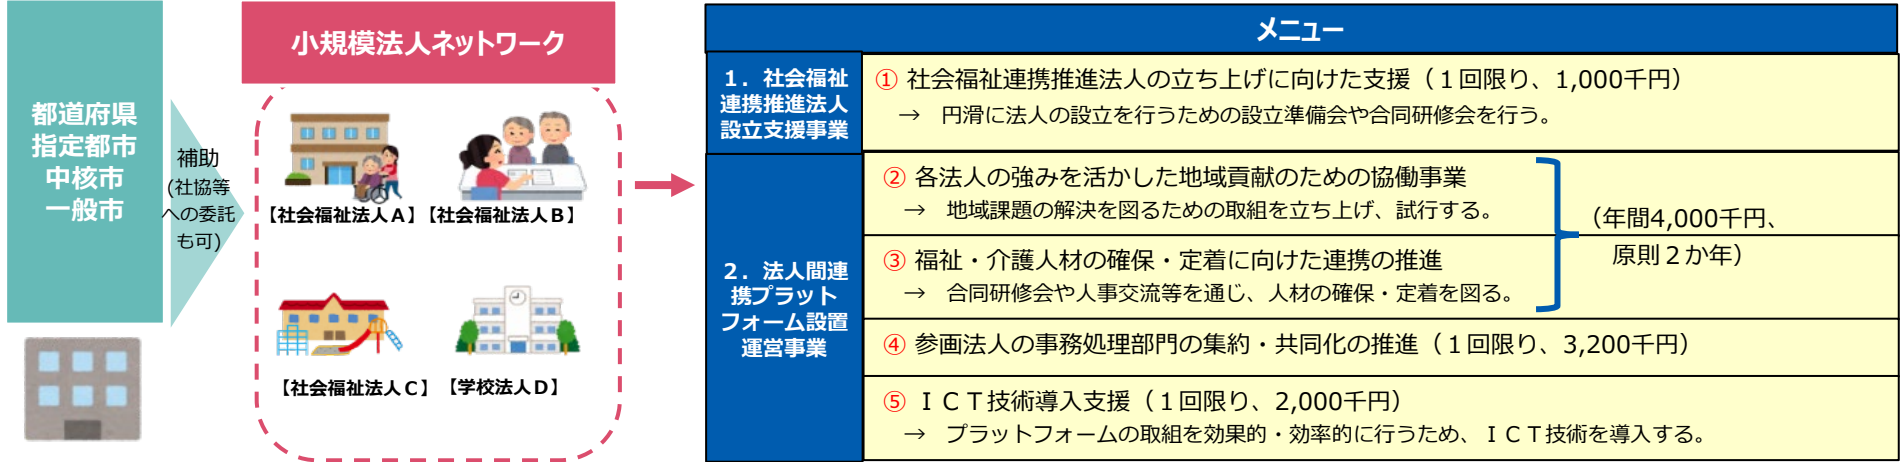 都道府県
指定都市
中核市
一般市
補助
(社協等
への委託
も可)
小規模法人ネットワーク
【社会福祉法人A】【社会福祉法人B】
【社会福祉法人C】【学校法人D】
メニュー
１．社会福祉
連携推進法人
設立支援事業
① 社会福祉連携推進法人の立ち上げに向けた支援（１回限り、1,000千円）
→ 円滑に法人の設立を行うための設立準備会や合同研修会を行う。
２．法人間連
携プラット
フォーム設置
運営事業
② 各法人の強みを活かした地域貢献のための協働事業
→ 地域課題の解決を図るための取組を立ち上げ、試行する。
③ 福祉・介護人材の確保・定着に向けた連携の推進
→ 合同研修会や人事交流等を通じ、人材の確保・定着を図る。
（年間4,000千円、
原則２か年）
④ 参画法人の事務処理部門の集約・共同化の推進（１回限り、3,200千円）
⑤ ＩＣＴ技術導入支援（１回限り、2,000千円）
→ プラットフォームの取組を効果的・効率的に行うため、ＩＣＴ技術を導入する。